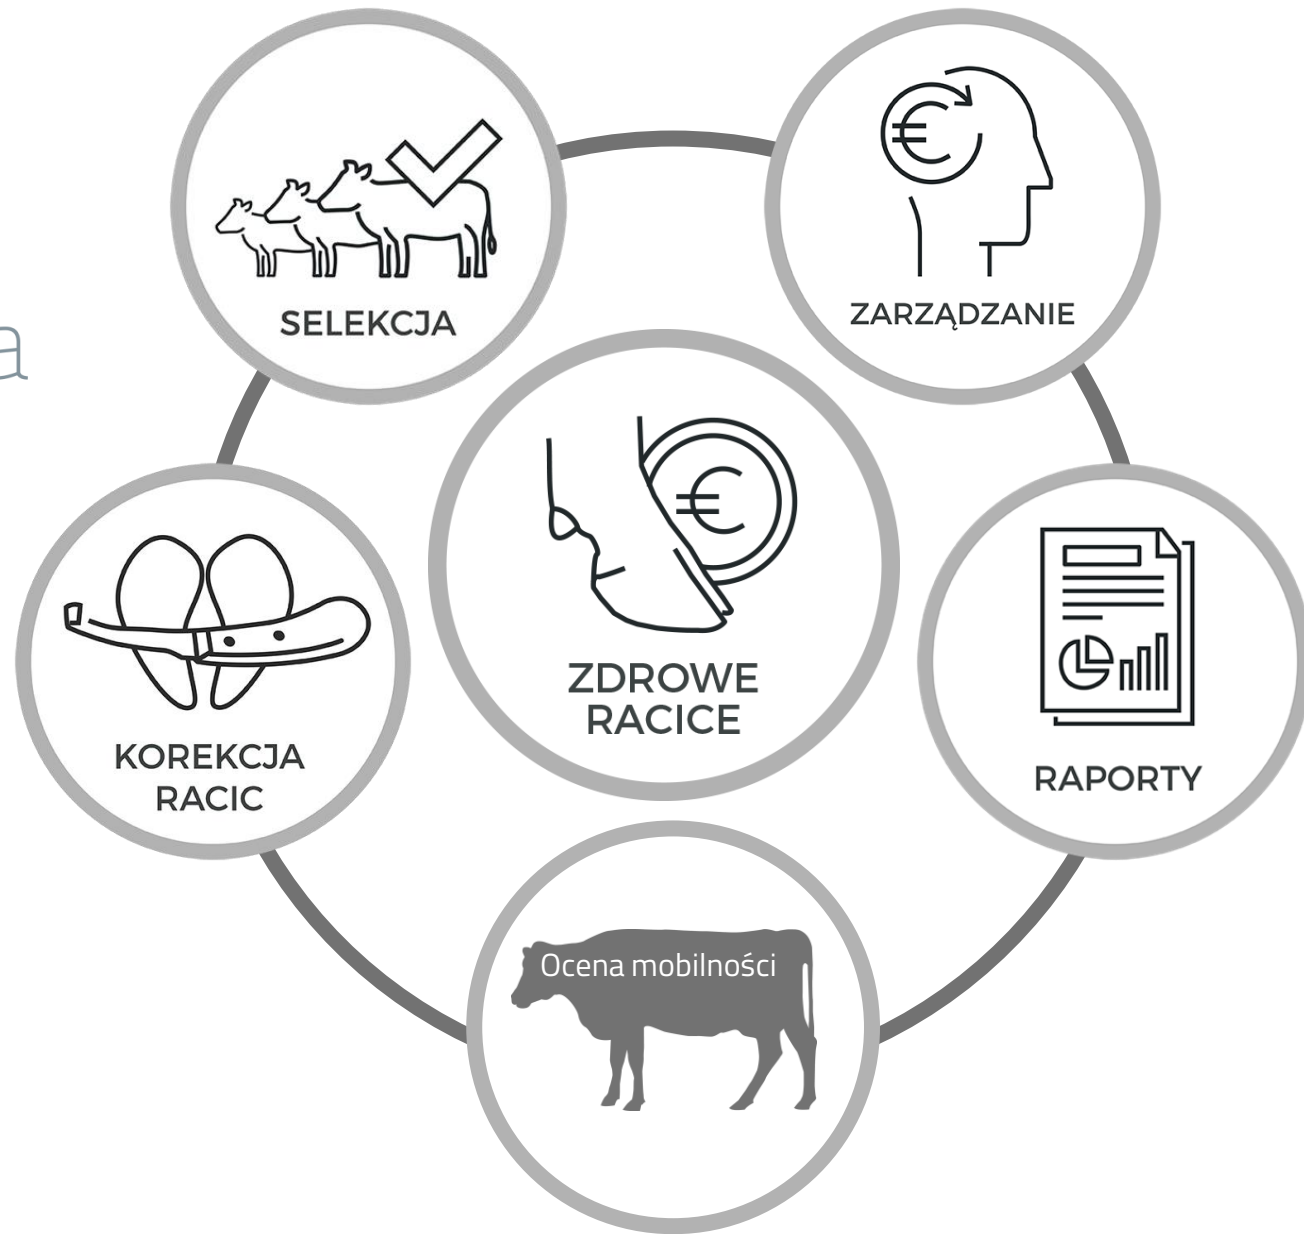 SELEKCJA
ZARZĄDZANIE
a
ZDROWE
RACICE
KOREKCJA
RACIC
RAPORTY
Ocena mobilności